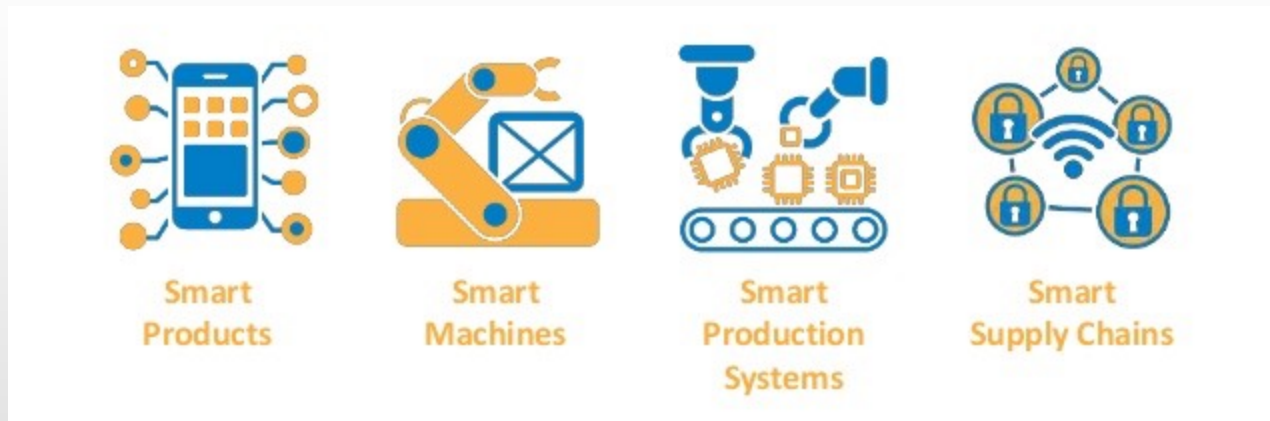 Smart
Products
Smart
Machines
Smart
Production
Systems
Smart
Supply Chains